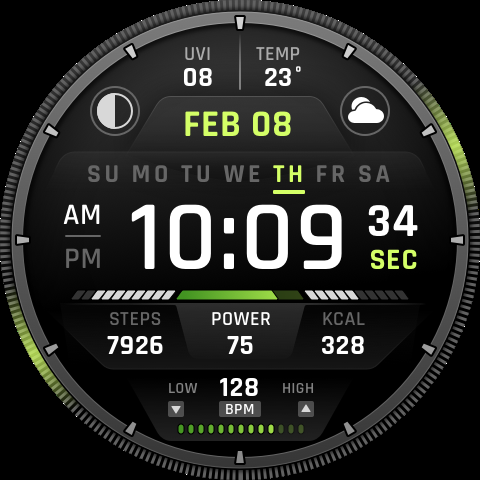 UVI TEMP
08 23°
FEB 08
SU MO TU WE TH FR SA
AM 10:09 34
PM SEC
STEPS POWER KCAL
7926 75 328
LOW 128 HIGH
BPM